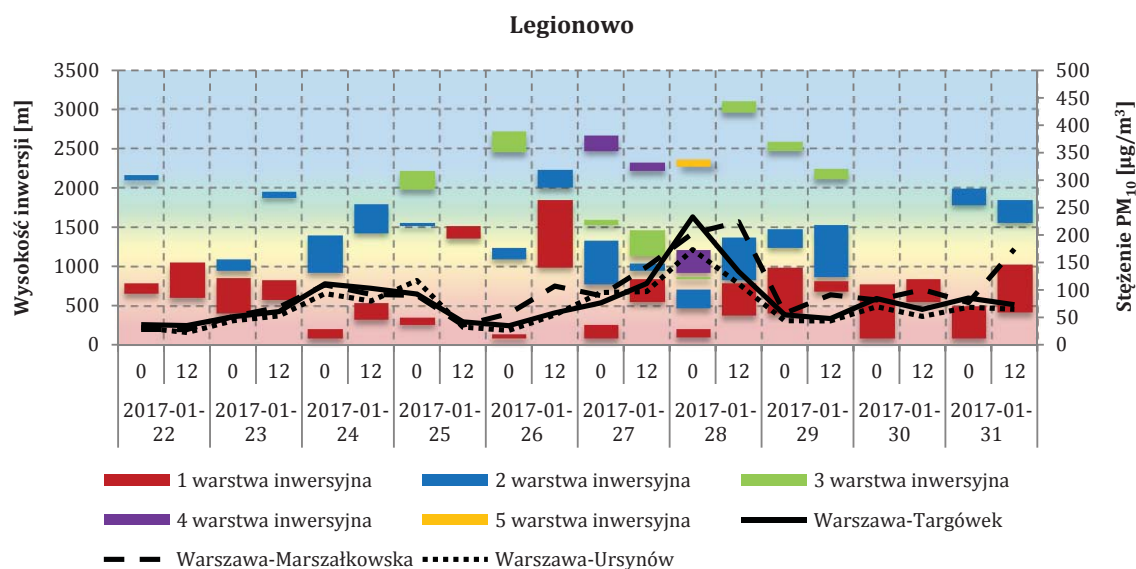 Legionowo
Wysokość inwersji [m]
3500
3000
2500
2000
1500
1000
500
0
Stężenie PM10 [µg/m³]
500
450
400
350
300
250
200
150
100
50
0
0 12 0 12 0 12 0 12 0 12 0 12 0 12 0 12 0 12 0 12
2017-01- 2017-01- 2017-01- 2017-01- 2017-01- 2017-01- 2017-01- 2017-01- 2017-01- 2017-01-
22 23 24 25 26 27 28 29 30 31
1 warstwa inwersyjna 2 warstwa inwersyjna 3 warstwa inwersyjna
4 warstwa inwersyjna 5 warstwa inwersyjna Warszawa-Targówek
Warszawa-Marszałkowska Warszawa-Ursynów